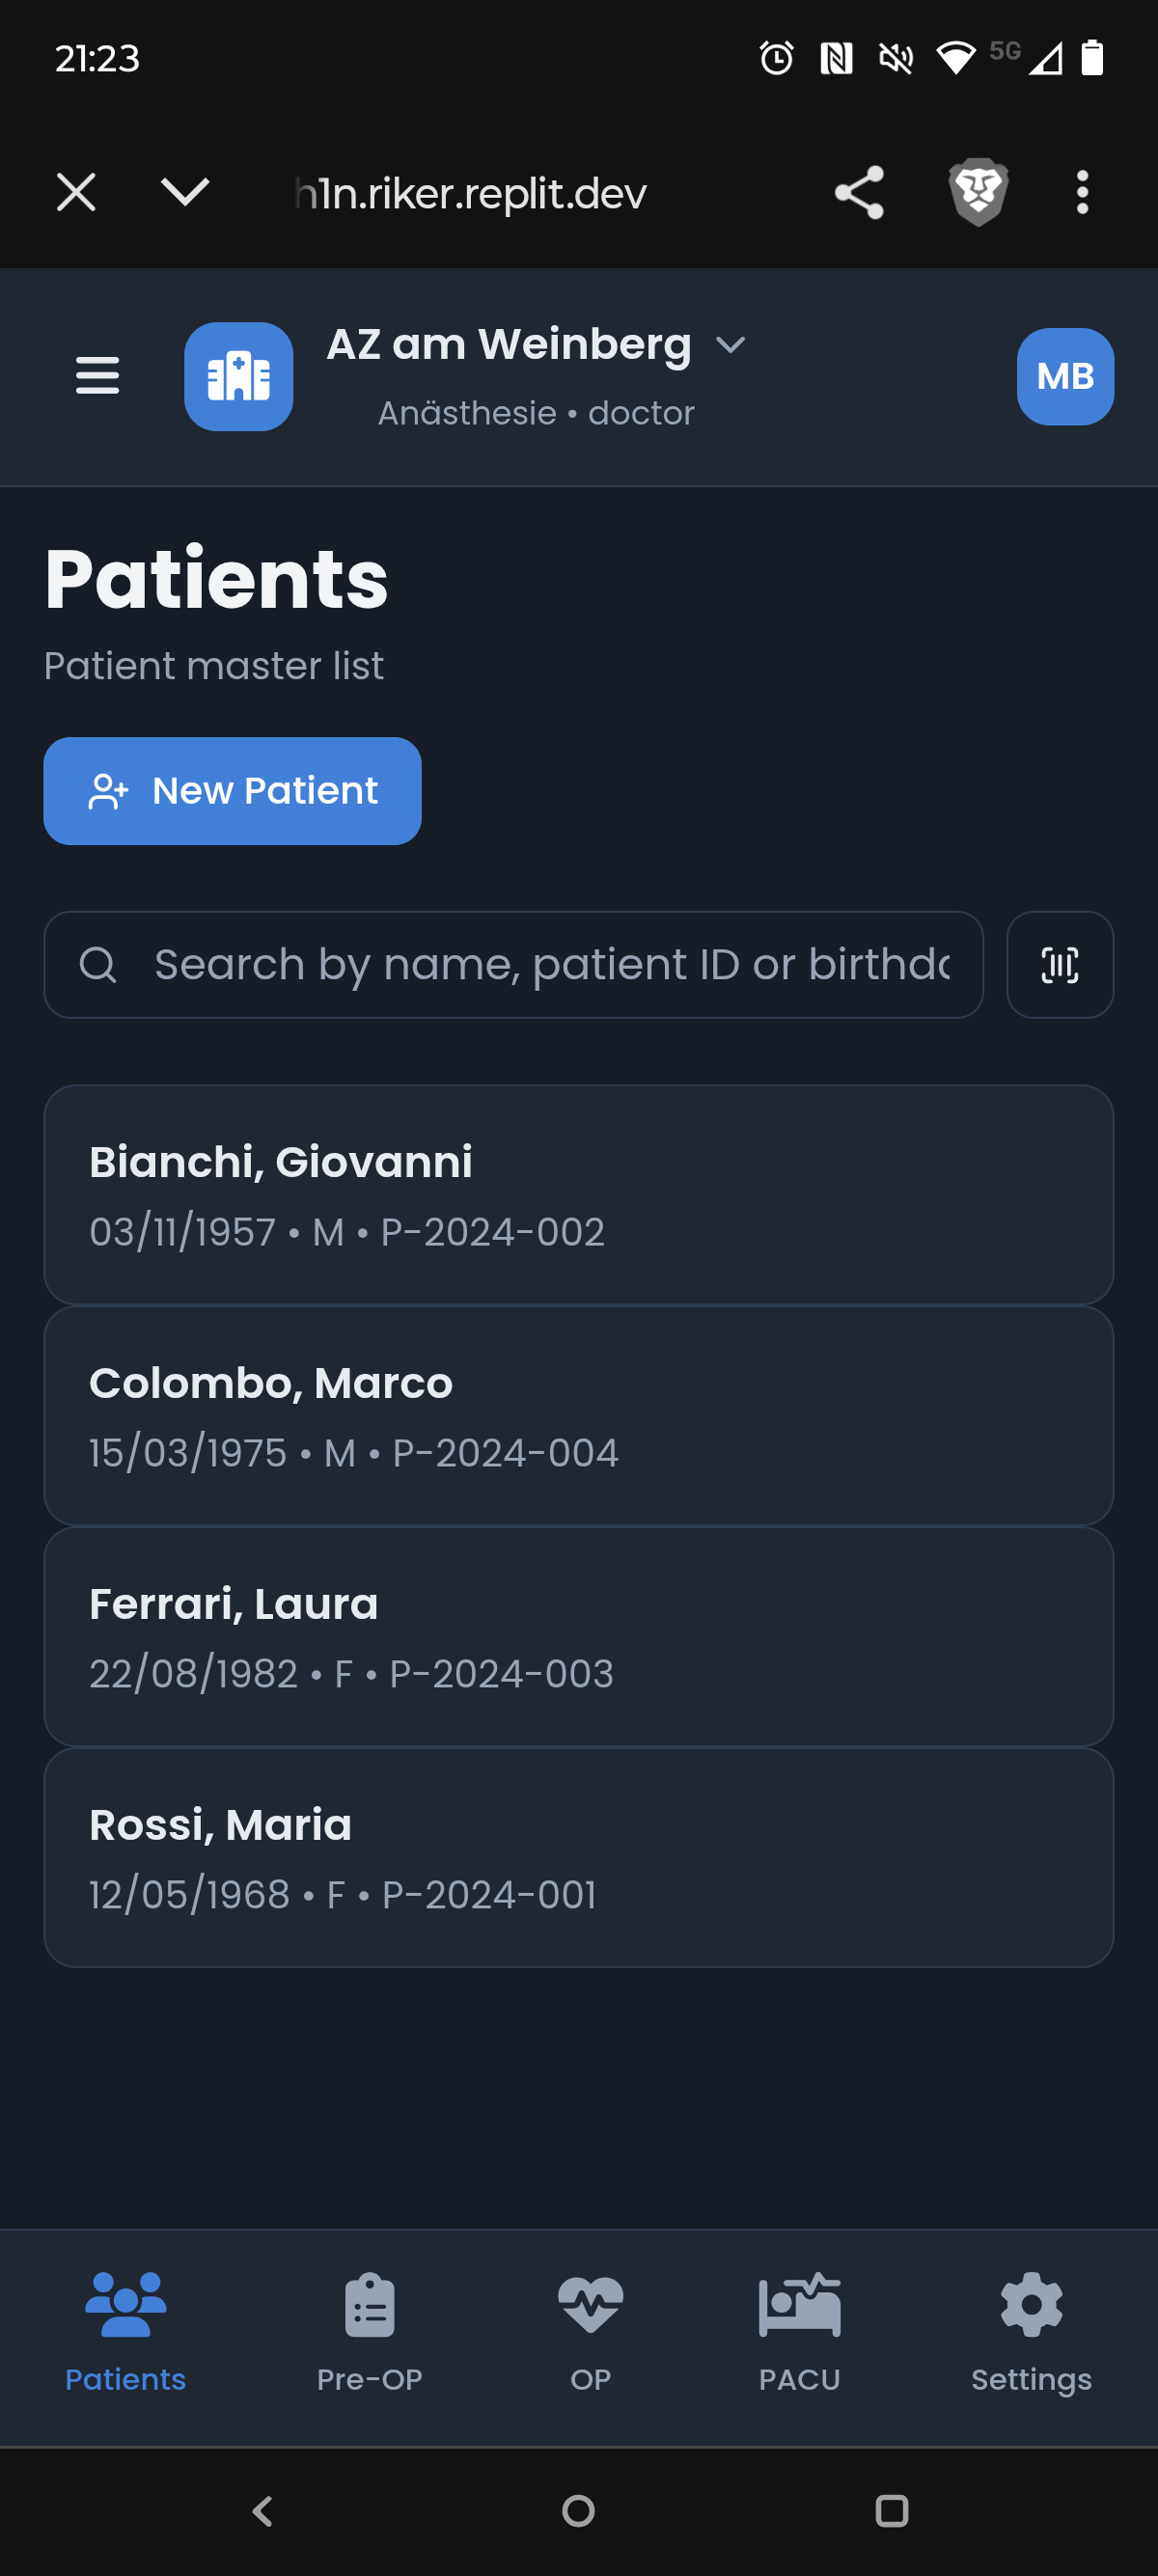 21:23
5G
h1n.riker.replit.dev
AZ am Weinberg
Anästhesie • doctor
MB
Patients
Patient master list
New Patient
Search by name, patient ID or birthda
Bianchi, Giovanni
03/11/1957 • M • P-2024-002
Colombo, Marco
15/03/1975 • M • P-2024-004
Ferrari, Laura
22/08/1982 • F • P-2024-003
Rossi, Maria
12/05/1968 • F • P-2024-001
Patients
Pre-OP
OP
PACU
Settings